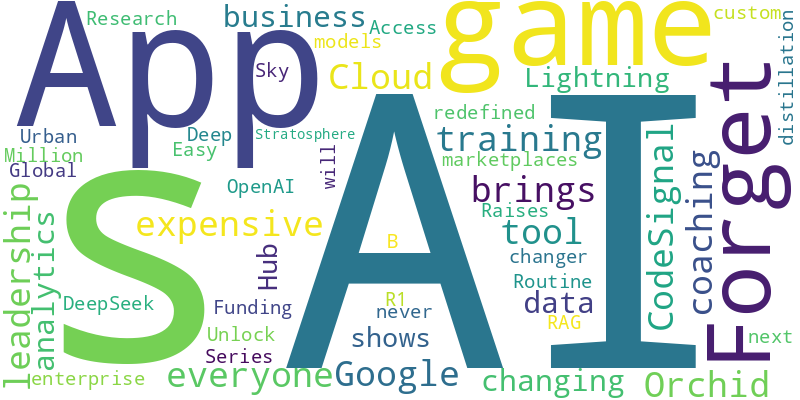 Research
business
Access
custom
App
game
models
Sky
Cloud
Lightning
Forget
distillation
redefined
Urban
Deep
Stratosphere
training
Million
Easy
marketplaces
Global
will
OpenAI
brings
CodeSignal
coaching
S
AI
leadership
analytics
expensive
Raises
tool
B
changer
Hub
Routine
DeepSeek
Funding
R1
data
never
RAG
Unlock
shows
next
Series
enterprise
everyone
Google
changing
Orchid